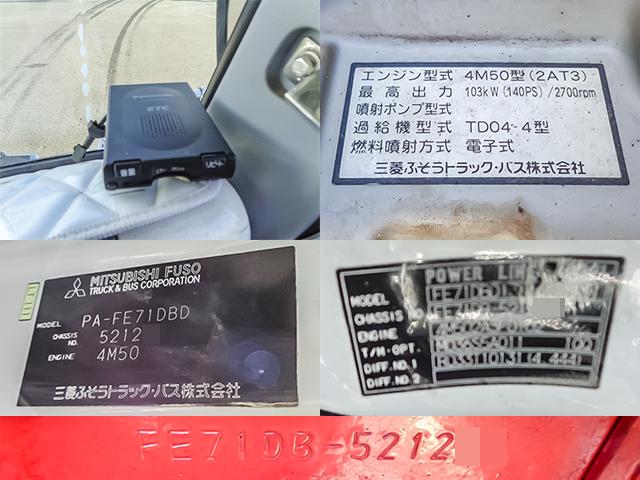 Panasonic
ETC
エンジン型式 4M50型(2AT3)
最高出力 103kW(140PS)/2700rpm
噴射ポンプ型式
過給機型式 TD04-4型
燃料噴射方式 電子式
三菱ふそうトラック・バス株式会社
MITSUBISHI FUSO
TRUCK & BUS CORPORATION
MODEL PA-FE71DBD
CHASSIS NO. 5212
ENGINE 4M50
三菱ふそうトラック・バス株式会社
POWER LINE
MODEL
CHASSIS NO.
ENGINE
T/M・OPT.
DIFF.NO.1
DIFF.NO.2
FE71DB-5212